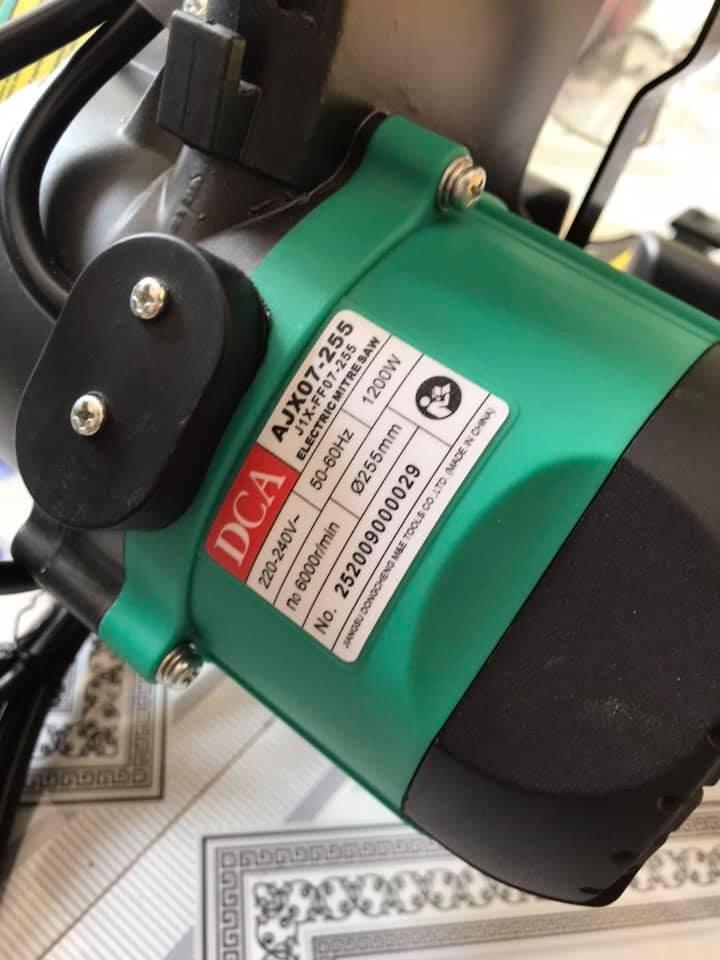 DCA
AJX07-255
J1X-FF07-255
ELECTRIC MITRE SAW
220-240V~ 50-60Hz 1200W
n₀ 6000r/min Ø255mm
No. 252009000029
JIANGSU DONGCHENG M&E TOOLS CO.,LTD. (MADE IN CHINA)